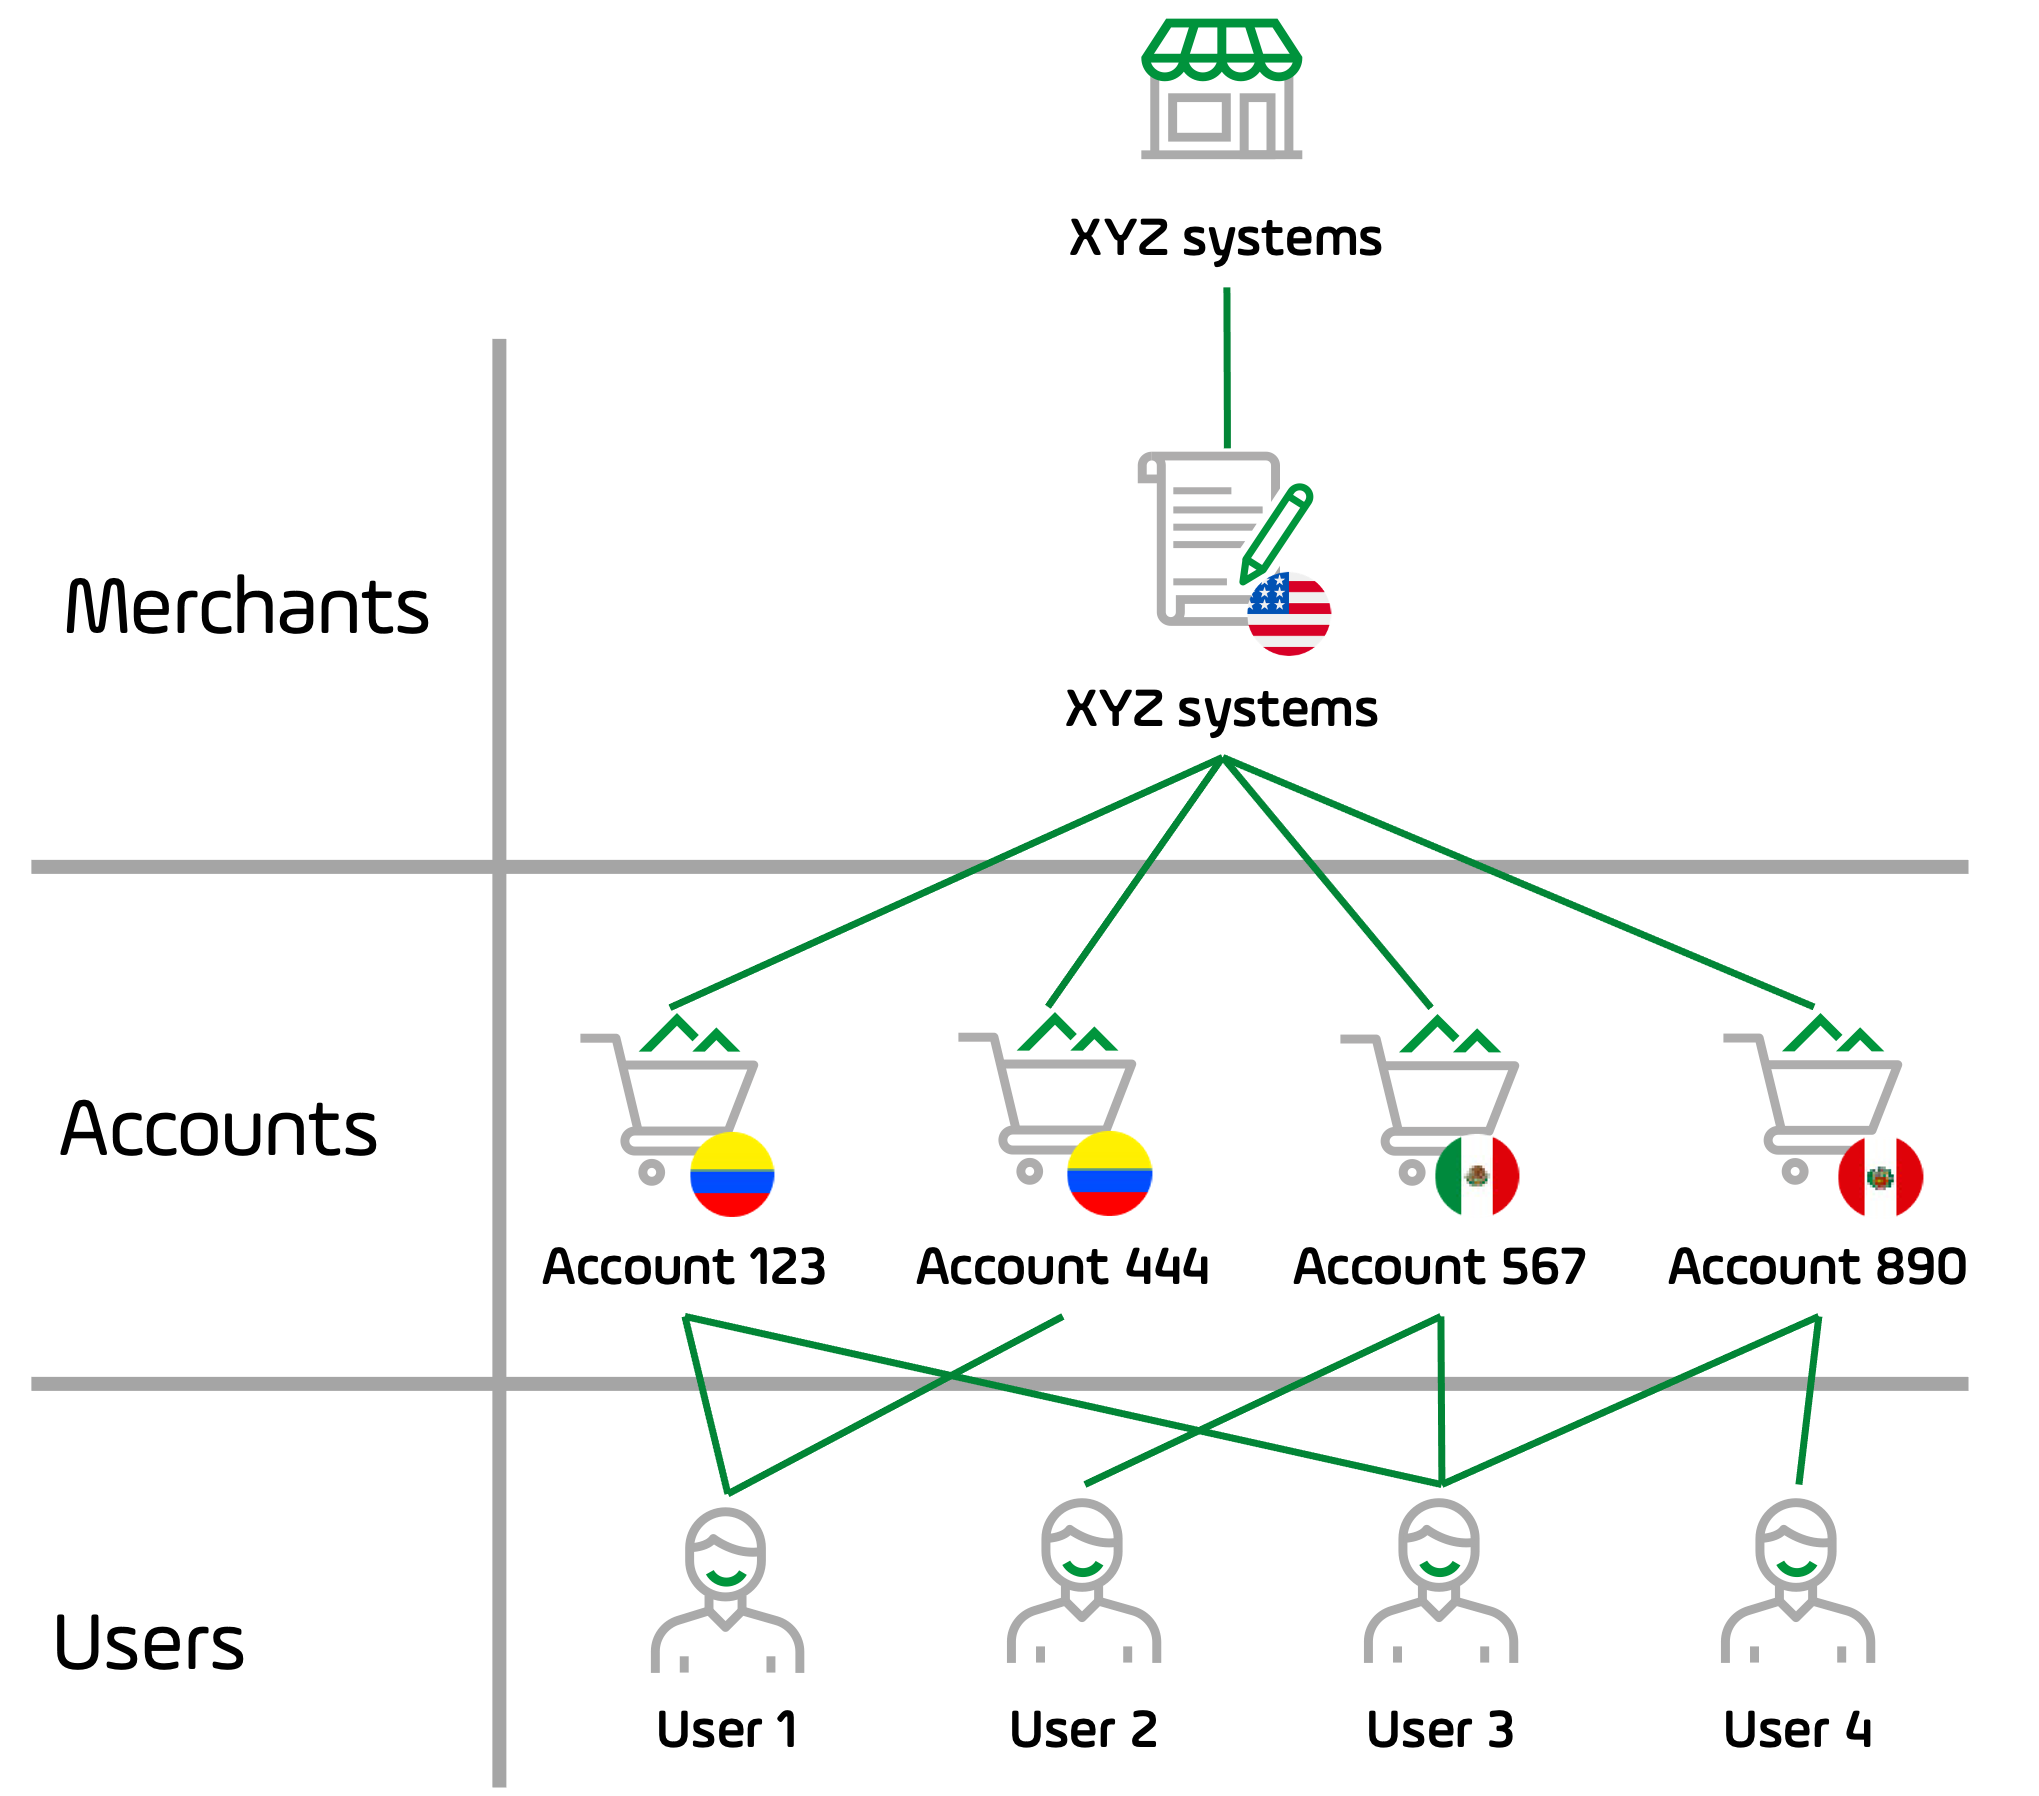 XYZ systems
Merchants
XYZ systems
Accounts
Account 123
Account 444
Account 567
Account 890
Users
User 1
User 2
User 3
User 4